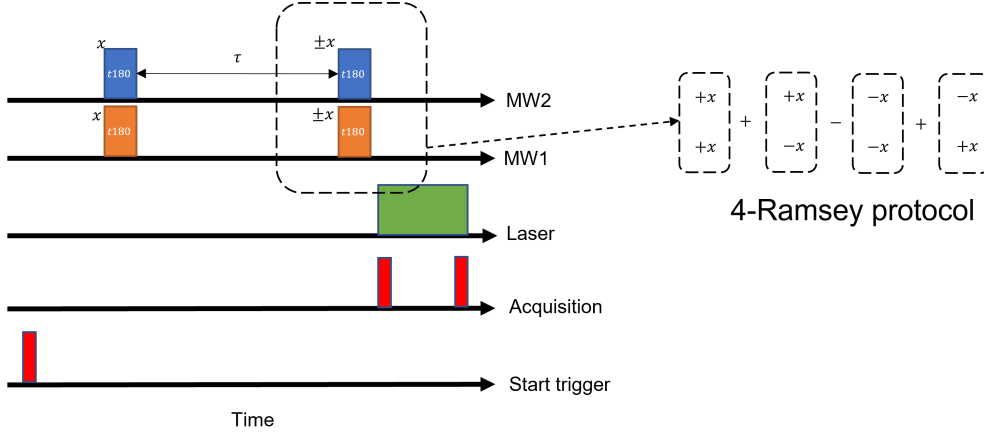 x
±x
τ
t180
t180
MW2
x
±x
t180
t180
MW1
+x + +x − −x + −x
+x −x −x +x
4-Ramsey protocol
Laser
Acquisition
Start trigger
Time